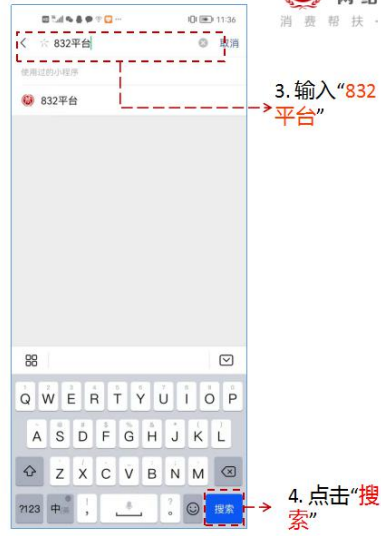 11:36
消费帮扶·
832平台
取消
使用过的小程序
832平台
3.输入“832
平台”
Q W E R T Y U I O P
A S D F G H J K L
Z X C V B N M
?123 中 ! , ? 。 搜索
4.点击“搜
索”